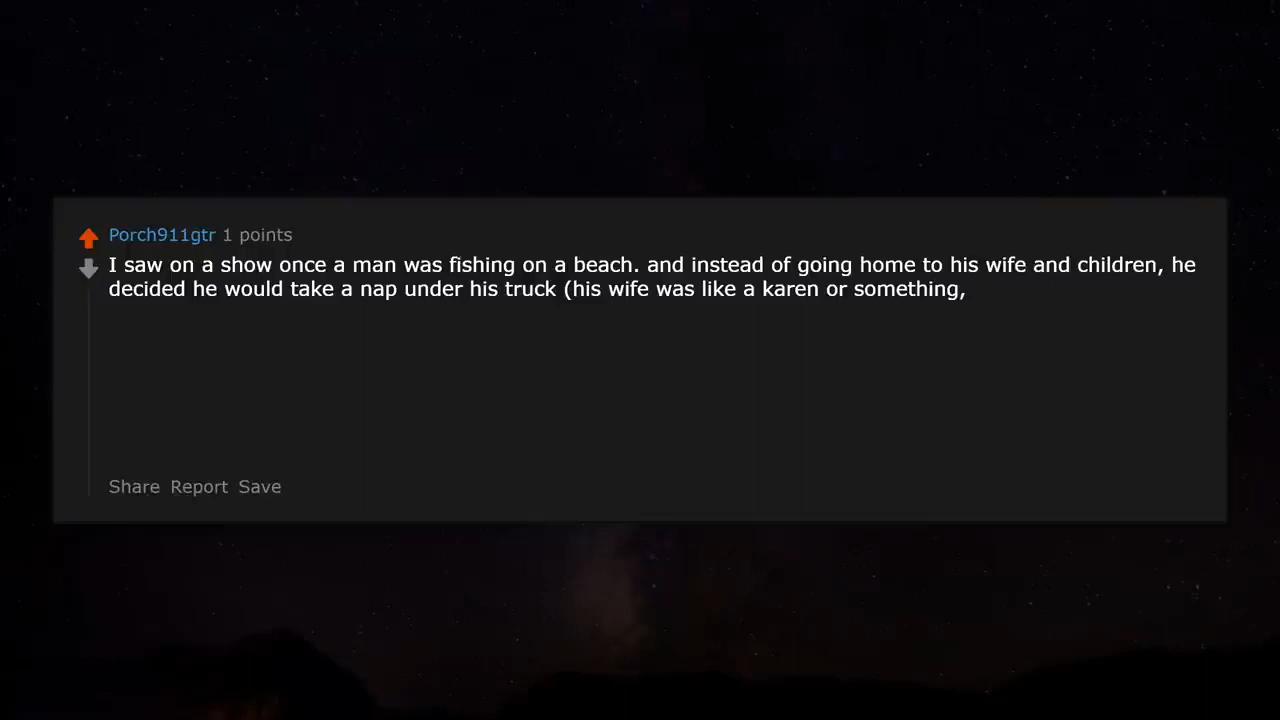 Porch911gtr 1 points
I saw on a show once a man was fishing on a beach. and instead of going home to his wife and children, he
decided he would take a nap under his truck (his wife was like a karen or something,
Share Report Save